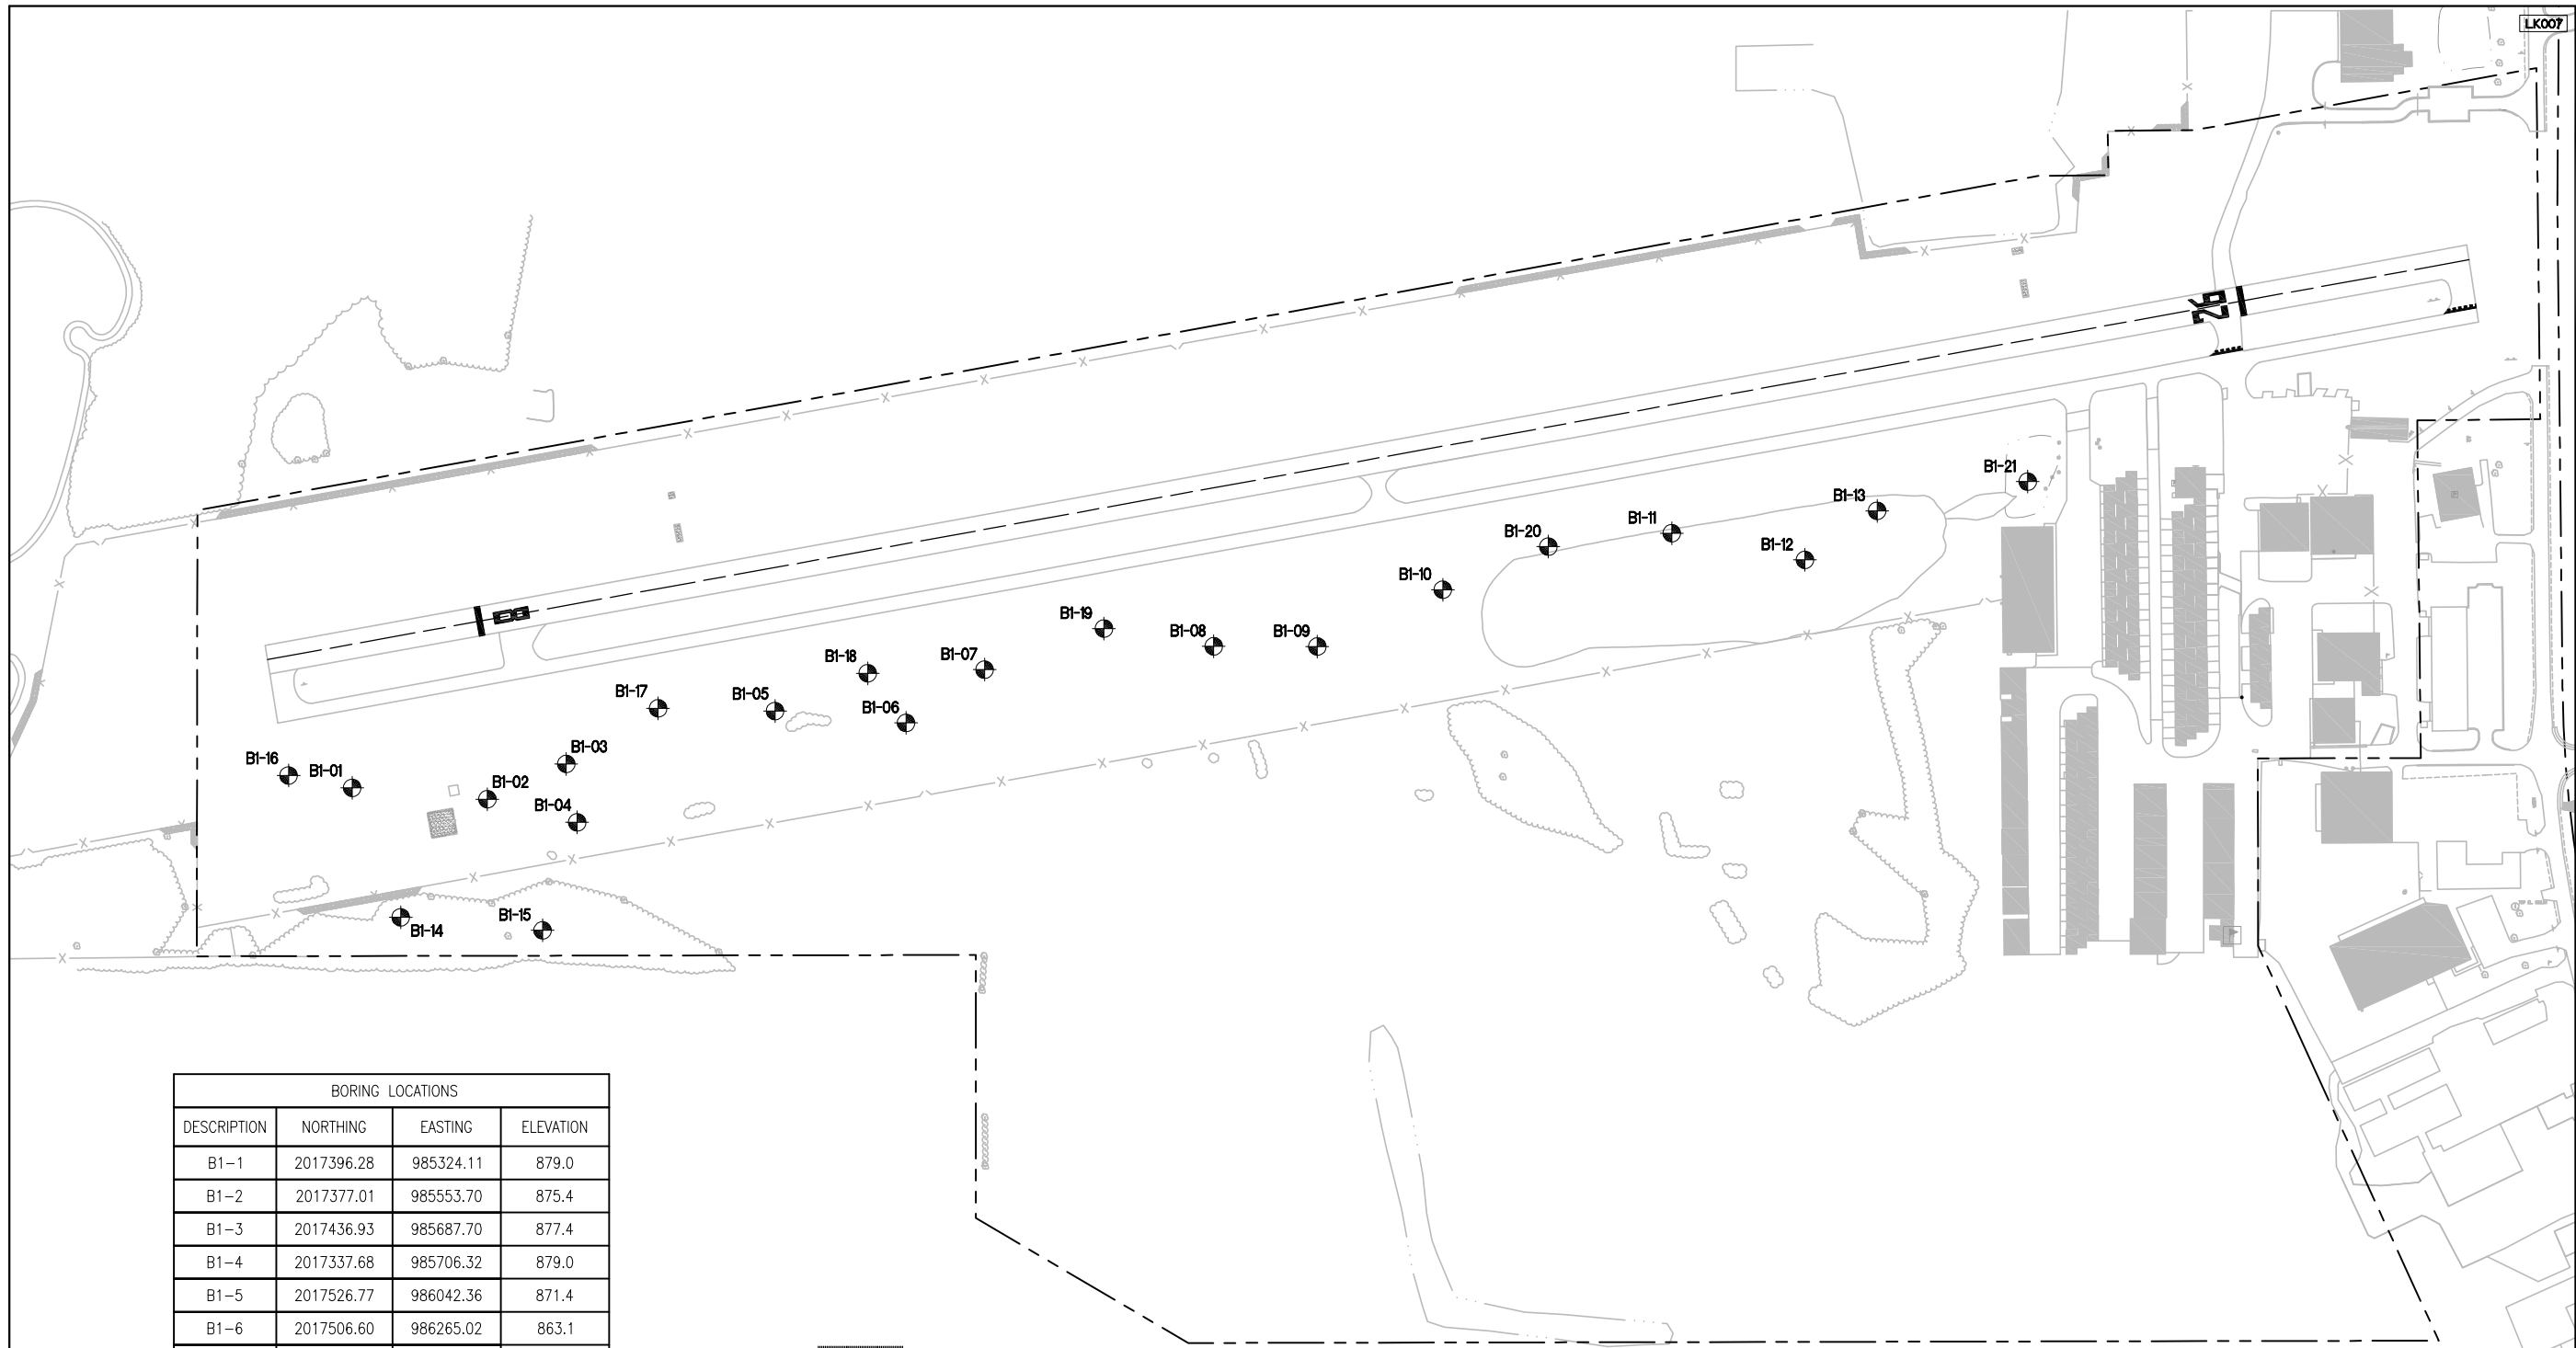 LK007
26
B1-21
B1-13
B1-11
B1-20
B1-12
B1-10
8
B1-19
B1-08
B1-09
B1-18
B1-07
B1-17
B1-05
B1-06
B1-03
B1-16
B1-01
B1-02
B1-04
B1-15
B1-14
BORING LOCATIONS
DESCRIPTION NORTHING EASTING ELEVATION
B1-1 2017396.28 985324.11 879.0
B1-2 2017377.01 985553.70 875.4
B1-3 2017436.93 985687.70 877.4
B1-4 2017337.68 985706.32 879.0
B1-5 2017526.77 986042.36 871.4
B1-6 2017506.60 986265.02 863.1